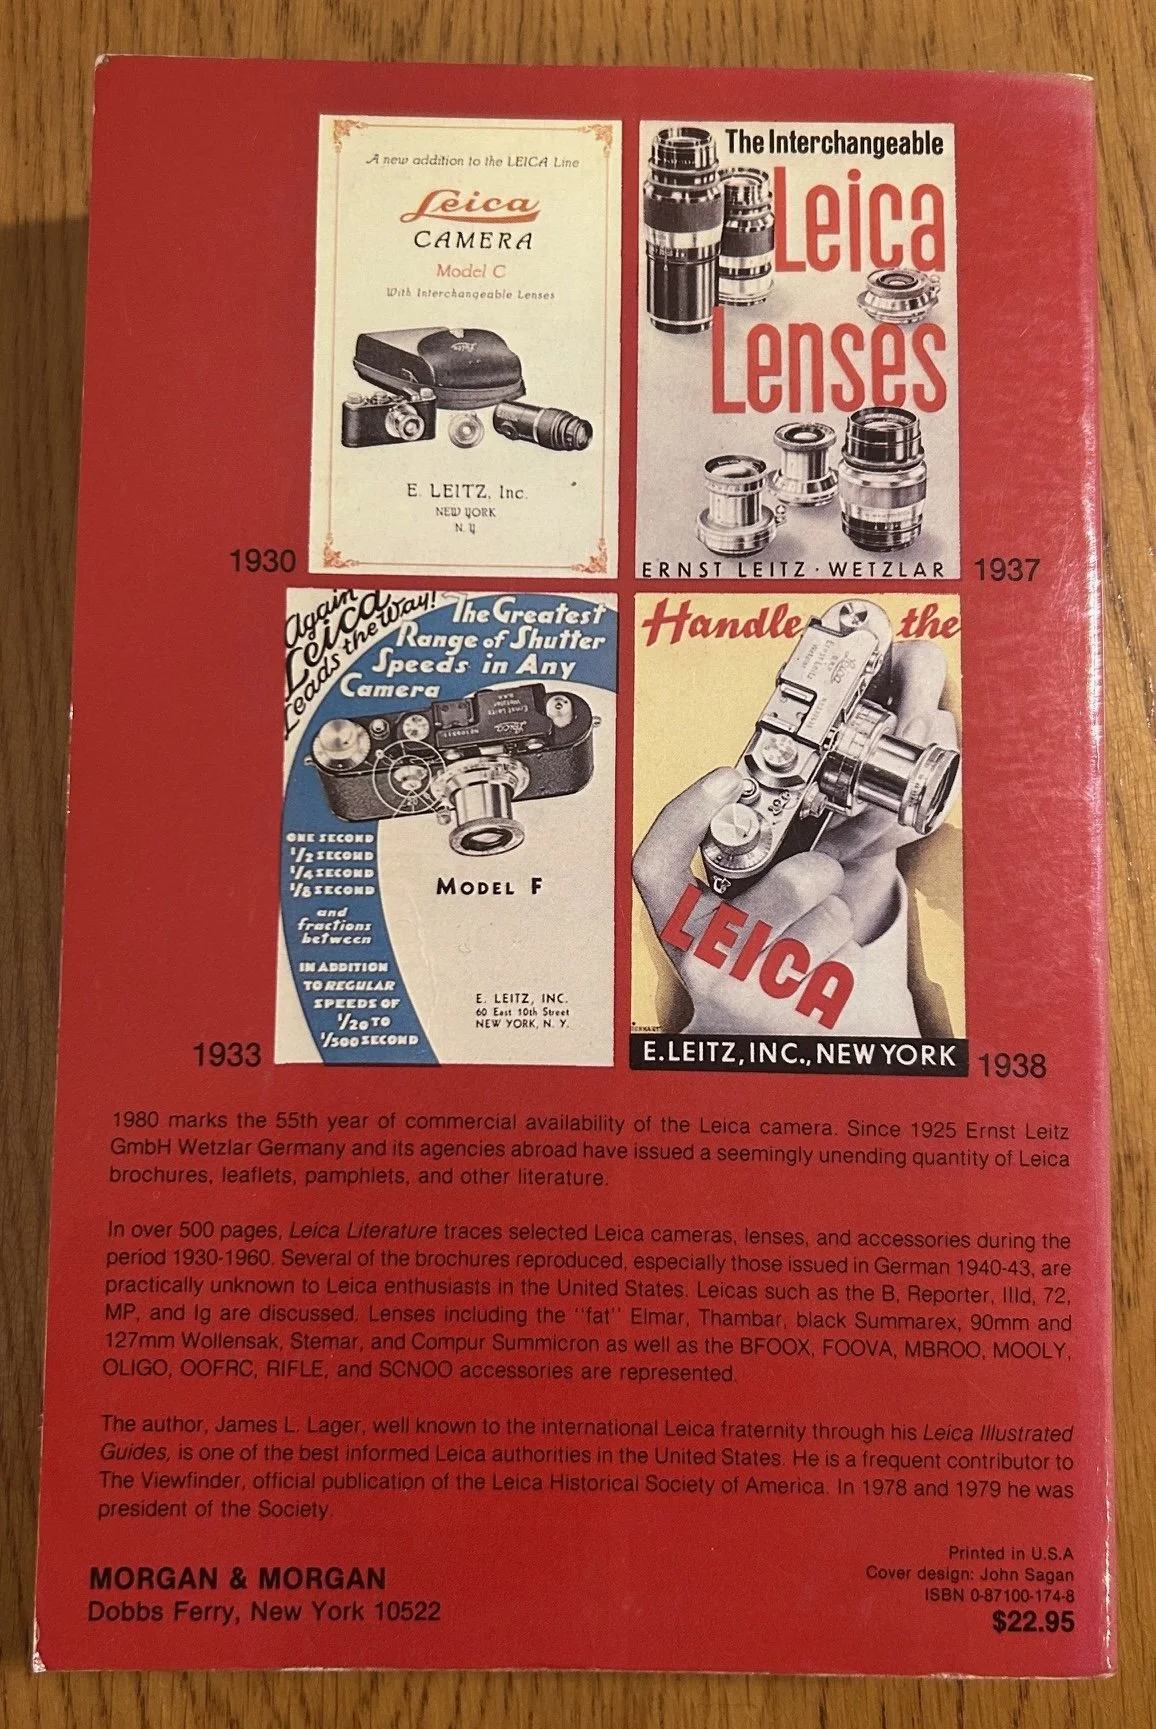 A new addition to the LEICA Line
Leica
CAMERA
Model C
With Interchangeable Lenses
E. LEITZ, Inc.
NEW YORK
N. Y
1930
The Interchangeable
Leica
Lenses
ERNST LEITZ · WETZLAR
1937
Again
Leica
Leads the Way!
The Greatest
Range of Shutter
Speeds in Any
Camera
ONE SECOND
1/2 SECOND
1/4 SECOND
1/8 SECOND
and
fractions
between
IN ADDITION
TO REGULAR
SPEEDS OF
1/20 TO
1/500 SECOND
MODEL F
E. LEITZ, INC.
60 East 10th Street
NEW YORK, N. Y.
1933
Handle the
LEICA
E. LEITZ, INC., NEW YORK
1938
1980 marks the 55th year of commercial availability of the Leica camera. Since 1925 Ernst Leitz
GmbH Wetzlar Germany and its agencies abroad have issued a seemingly unending quantity of Leica
brochures, leaflets, pamphlets, and other literature.
In over 500 pages, Leica Literature traces selected Leica cameras, lenses, and accessories during the
period 1930-1960. Several of the brochures reproduced, especially those issued in German 1940-43, are
practically unknown to Leica enthusiasts in the United States. Leicas such as the B, Reporter, IIId, 72,
MP, and Ig are discussed. Lenses including the "fat" Elmar, Thambar, black Summarex, 90mm and
127mm Wollensak, Stemar, and Compur Summicron as well as the BFOOX, FOOVA, MBROO, MOOLY,
OLIGO, OOFRC, RIFLE, and SCNOO accessories are represented.
The author, James L. Lager, well known to the international Leica fraternity through his Leica Illustrated
Guides, is one of the best informed Leica authorities in the United States. He is a frequent contributor to
The Viewfinder, official publication of the Leica Historical Society of America. In 1978 and 1979 he was
president of the Society.
MORGAN & MORGAN
Dobbs Ferry, New York 10522
Printed in U.S.A
Cover design: John Sagan
ISBN 0-87100-174-8
$22.95